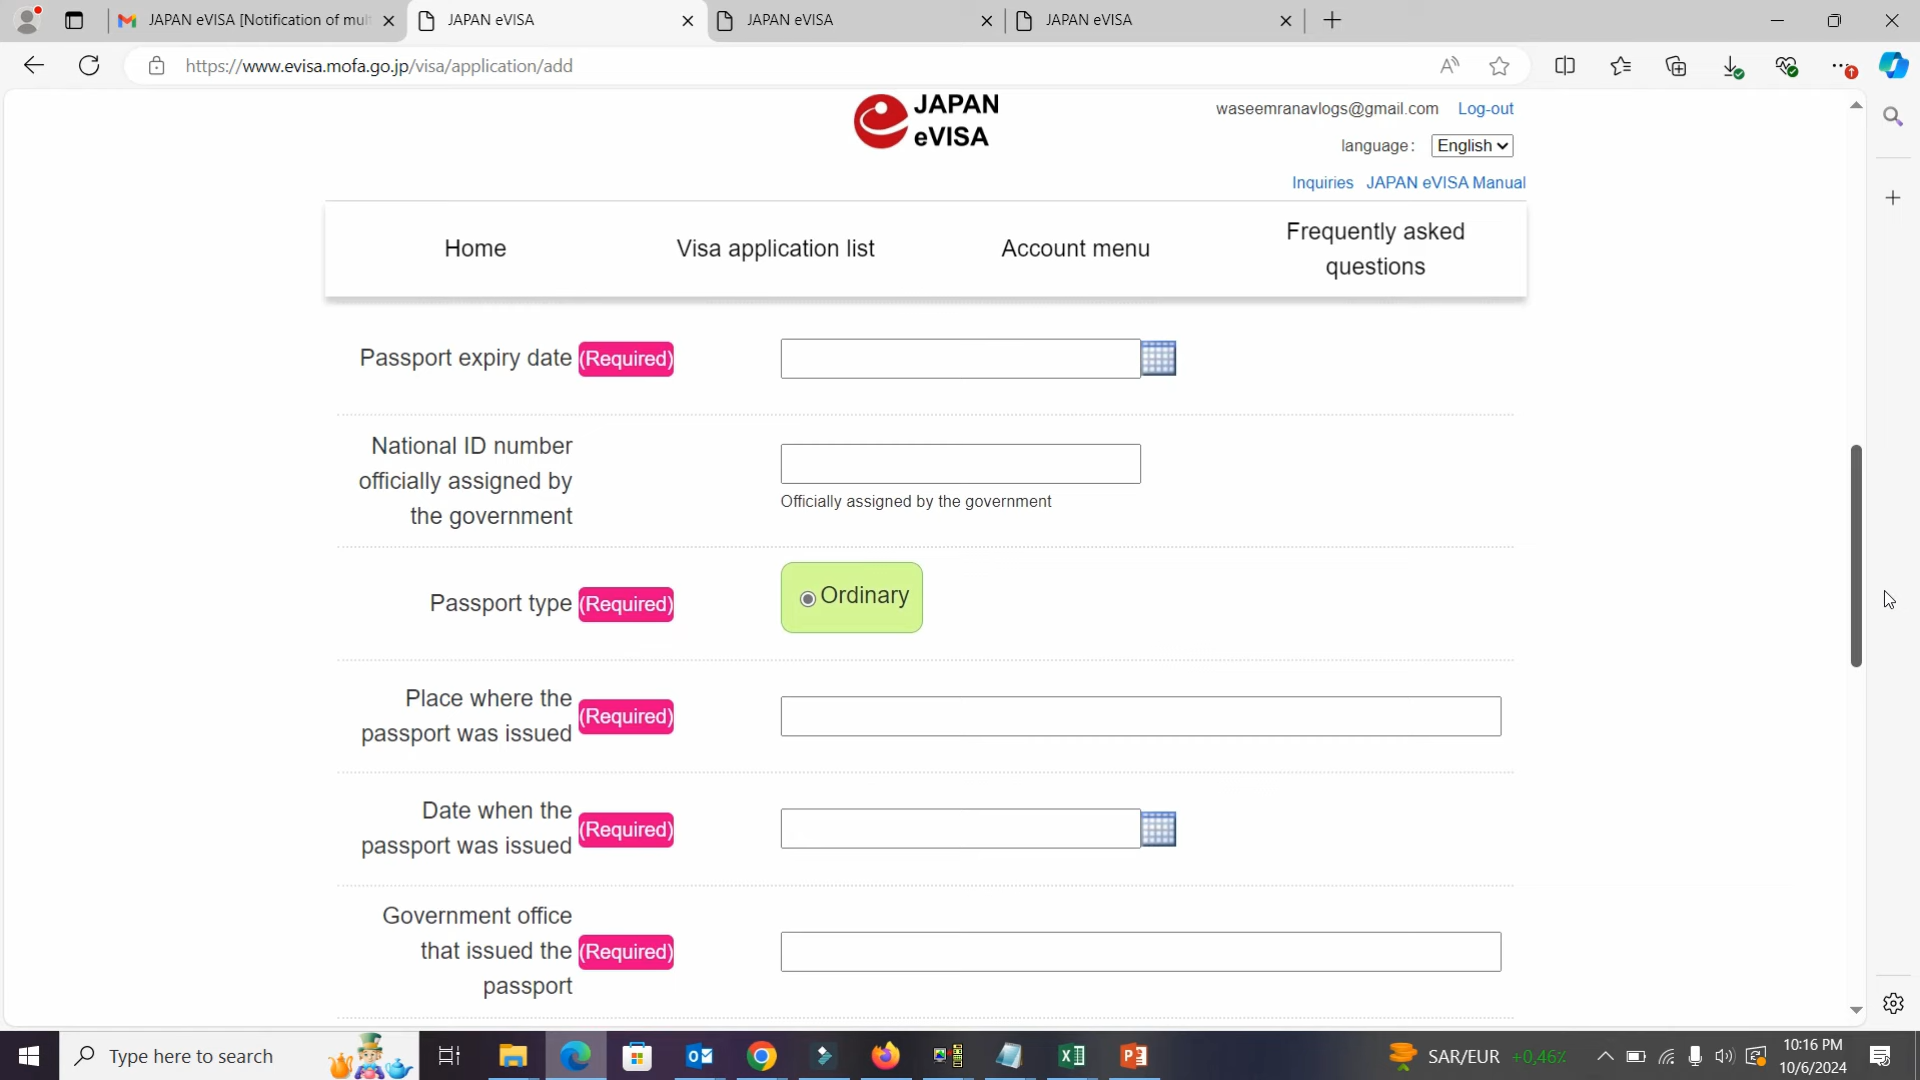 JAPAN eVISA [Notification of mul
JAPAN eVISA
JAPAN eVISA
JAPAN eVISA
https://www.evisa.mofa.go.jp/visa/application/add
JAPAN
eVISA
waseemranavlogs@gmail.com Log-out
language: English
Inquiries JAPAN eVISA Manual
Home
Visa application list
Account menu
Frequently asked
questions
Passport expiry date (Required)
National ID number
officially assigned by
the government
Officially assigned by the government
Passport type (Required)
Ordinary
Place where the
passport was issued
(Required)
Date when the
passport was issued
(Required)
Government office
that issued the
passport
(Required)
Type here to search
SAR/EUR +0,46%
10:16 PM
10/6/2024